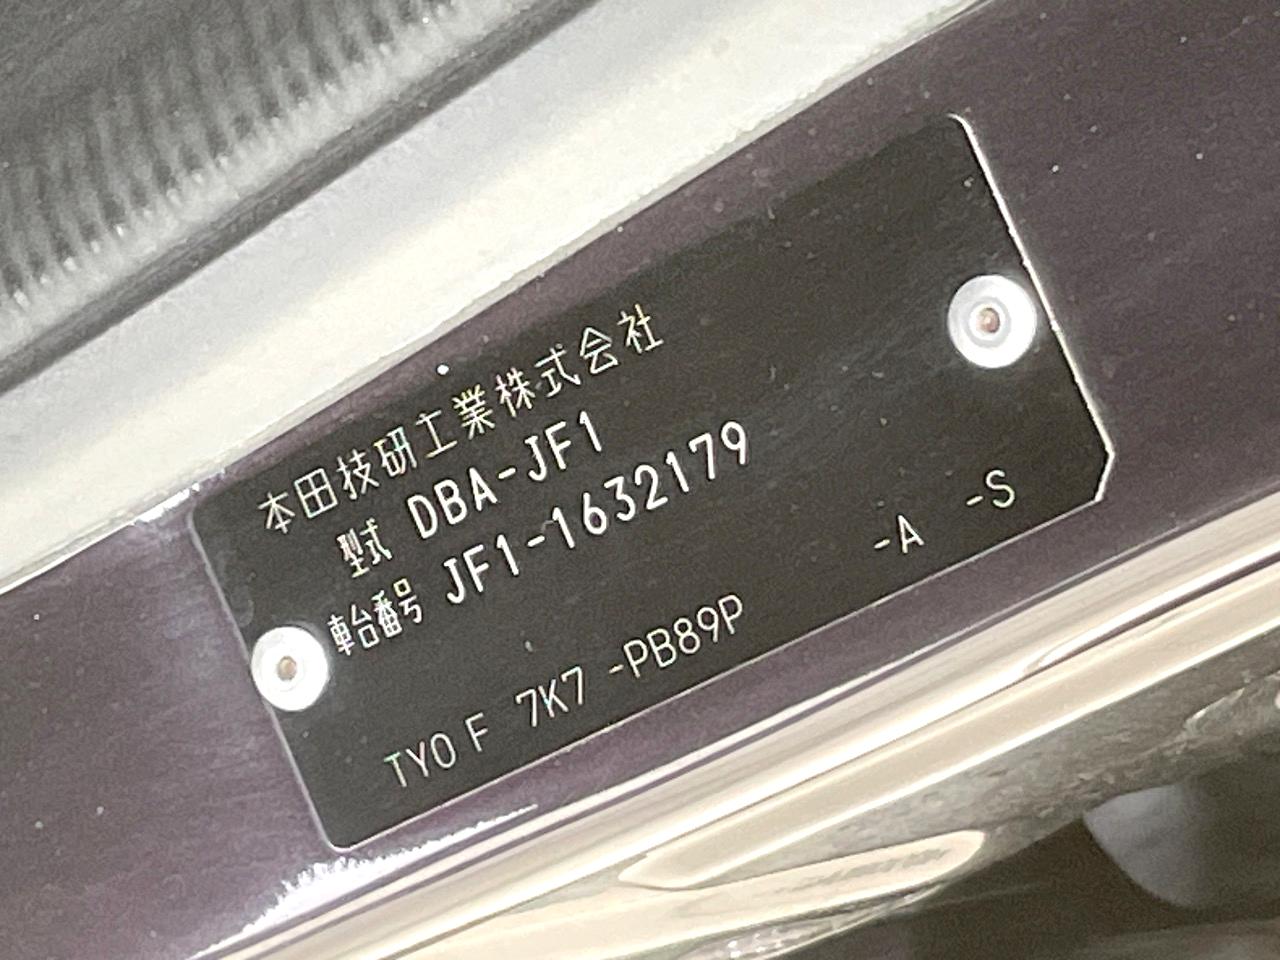 本田技研工業株式会社
型式 DBA-JF1
車台番号 JF1-1632179
-A -S
TY0 F 7K7 -PB89P